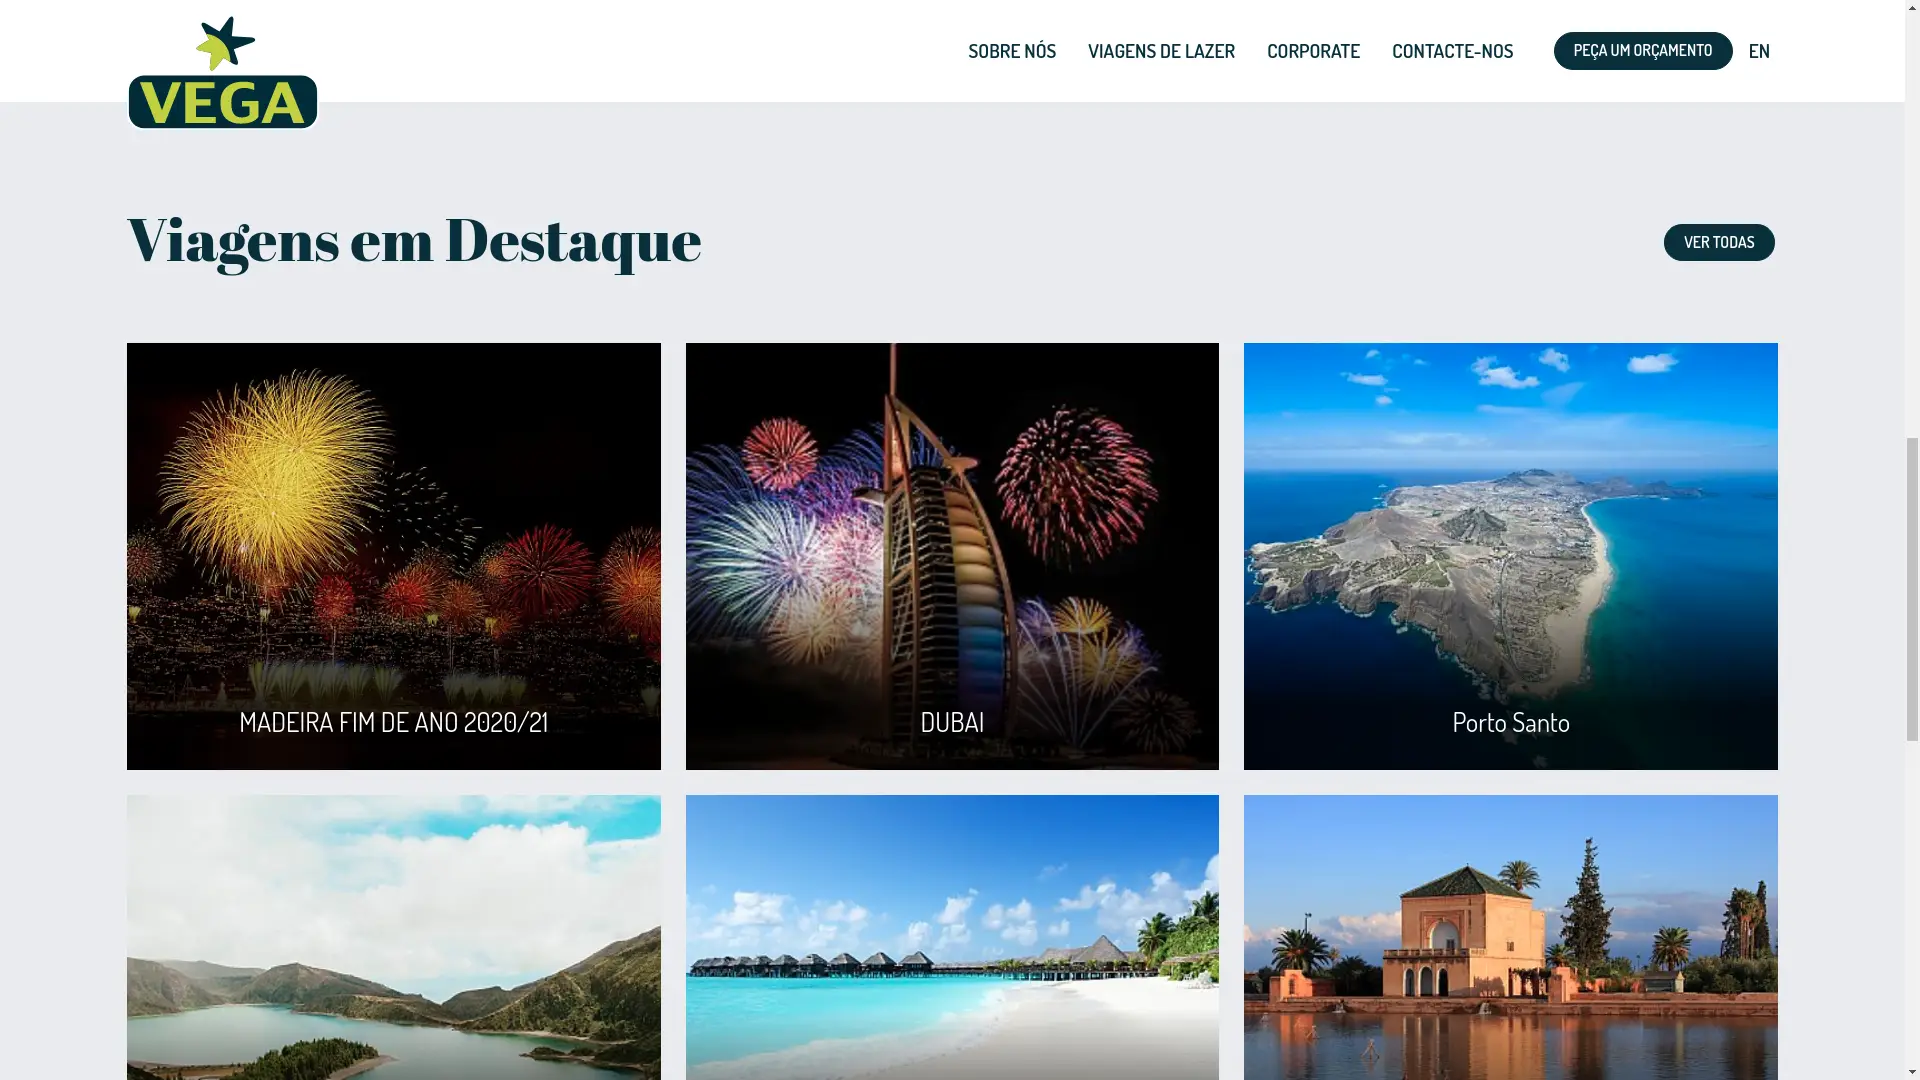 SOBRE NÓS
VIAGENS DE LAZER
CORPORATE
CONTACTE-NOS
PEÇA UM ORÇAMENTO
EN
VEGA
Viagens em Destaque
VER TODAS
MADEIRA FIM DE ANO 2020/21
DUBAI
Porto Santo